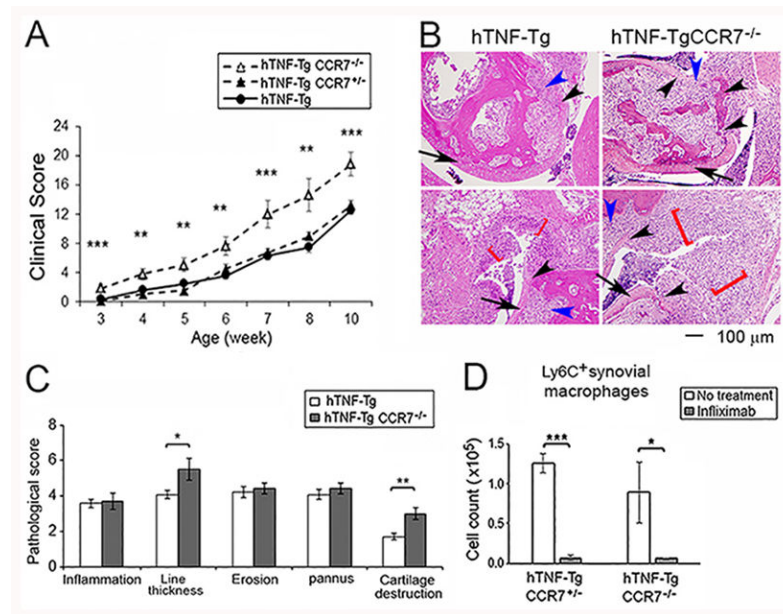 A
hTNF-Tg CCR7-/-
hTNF-Tg CCR7+/-
hTNF-Tg
Clinical Score
24
20
16
12
8
4
0
***
**
**
**
***
**
***
3 4 5 6 7 8 10
Age (week)
B
hTNF-Tg hTNF-TgCCR7-/-
100 µm
C
hTNF-Tg
hTNF-Tg CCR7-/-
Pathological score
8
6
4
2
0
*
**
Inflammation Line thickness Erosion pannus Cartilage destruction
D
Ly6C+synovial
macrophages
No treatment
Infliximab
Cell count (x10⁵)
1.5
1.0
0.5
0
***
*
hTNF-Tg hTNF-Tg
CCR7+/- CCR7-/-